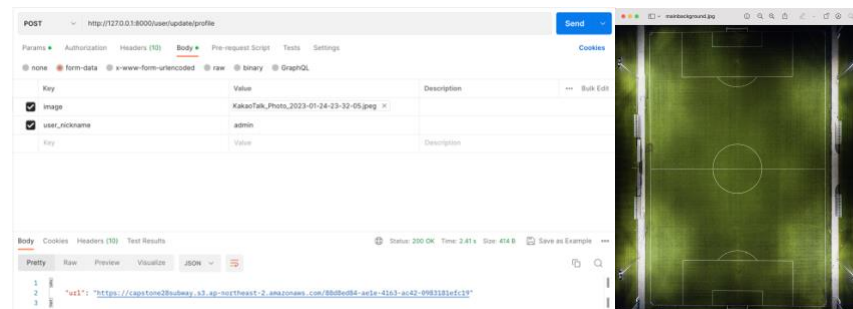 POST http://127.0.0.1:8000/user/update/profile Send
Params Authorization Headers (10) Body Pre-request Script Tests Settings Cookies
none form-data x-www-form-urlencoded raw binary GraphQL
Key Value Description Bulk Edit
image KakaoTalk_Photo_2023-01-24-23-32-05.jpeg
user_nickname admin
Key Value Description
Body Cookies Headers (10) Test Results Status: 200 OK Time: 2.41 s Size: 414 B Save as Example
Pretty Raw Preview Visualize JSON
1
2 "url": "https://capstone28subway.s3.ap-northeast-2.amazonaws.com/88d8ed84-ae1e-4163-ac42-0983181efc19"
3
mainbackground.jpg